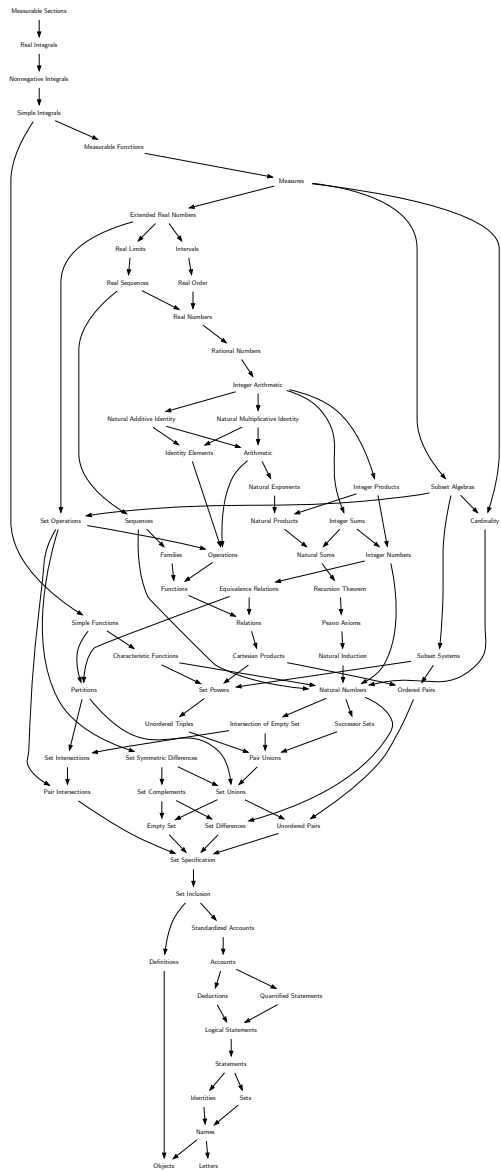 Measurable Sections
Real Integrals
Nonnegative Integrals
Simple Integrals
Measurable Functions
Measures
Extended Real Numbers
Real Limits
Intervals
Real Sequences
Real Order
Real Numbers
Rational Numbers
Integer Arithmetic
Natural Additive Identity
Natural Multiplicative Identity
Identity Elements
Arithmetic
Natural Exponents
Integer Products
Subset Algebras
Set Operations
Sequences
Natural Products
Integer Sums
Cardinality
Families
Operations
Natural Sums
Integer Numbers
Functions
Equivalence Relations
Recursion Theorem
Simple Functions
Relations
Peano Axioms
Characteristic Functions
Cartesian Products
Natural Induction
Subset Systems
Partitions
Set Powers
Natural Numbers
Ordered Pairs
Unordered Triples
Intersection of Empty Set
Successor Sets
Set Intersections
Set Symmetric Differences
Pair Unions
Pair Intersections
Set Complements
Set Unions
Empty Set
Set Differences
Unordered Pairs
Set Specification
Set Inclusion
Standardized Accounts
Definitions
Accounts
Deductions
Quantified Statements
Logical Statements
Statements
Identities
Sets
Names
Objects
Letters